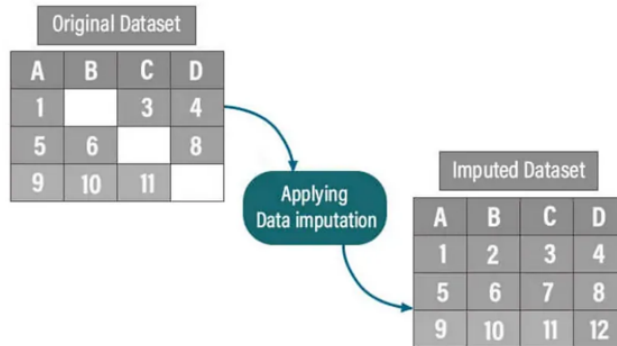 Original Dataset
A B C D
1 3 4
5 6 8
9 10 11
Applying
Data imputation
Imputed Dataset
A B C D
1 2 3 4
5 6 7 8
9 10 11 12